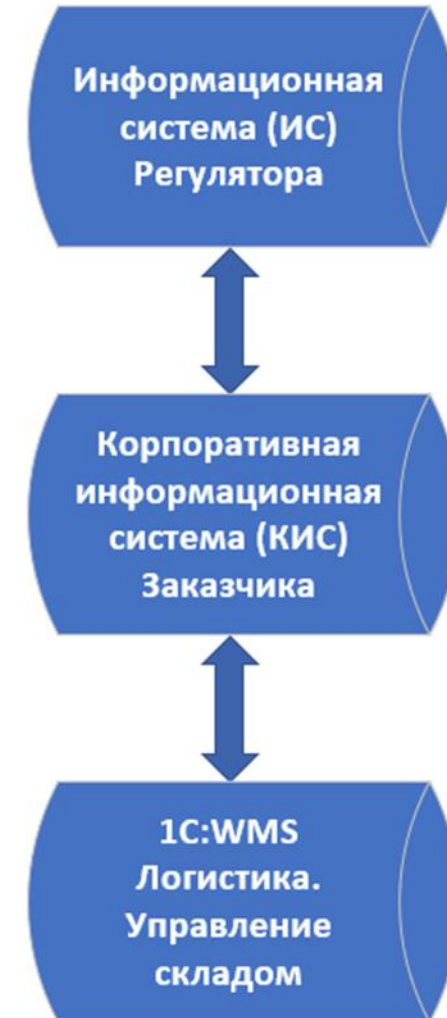 Информационная
система (ИС)
Регулятора
Корпоративная
информационная
система (КИС)
Заказчика
1С:WMS
Логистика.
Управление
складом